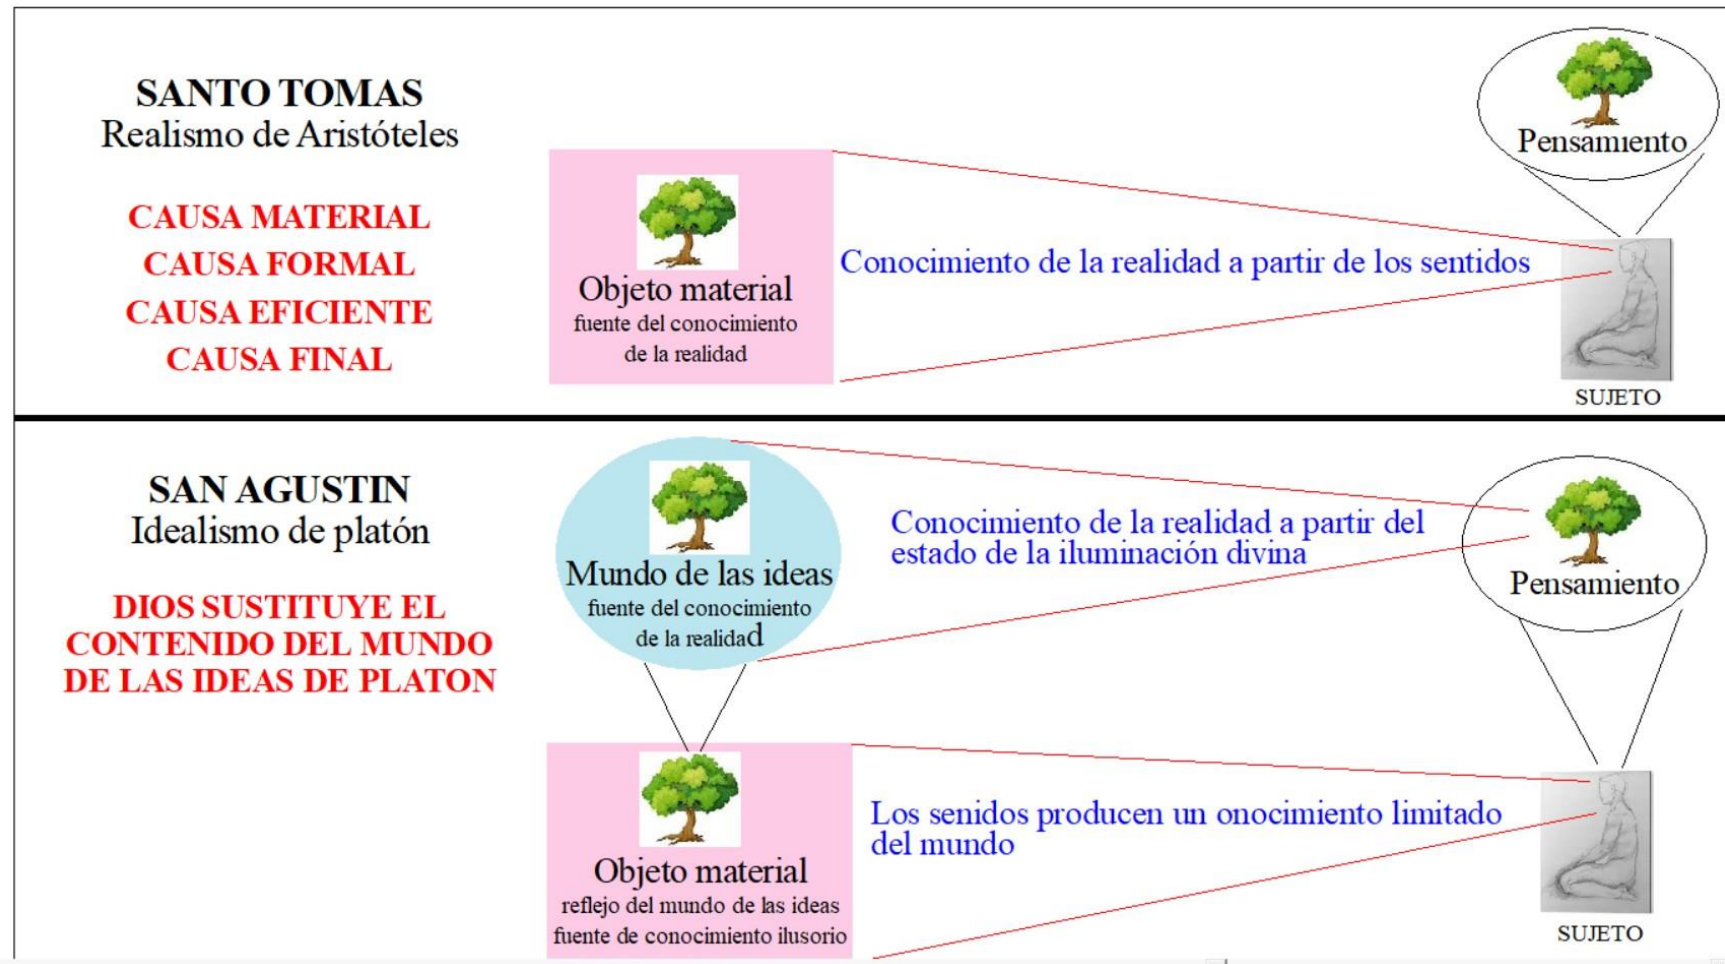 SANTO TOMAS
Realismo de Aristóteles
CAUSA MATERIAL
CAUSA FORMAL
CAUSA EFICIENTE
CAUSA FINAL
Objeto material
fuente del conocimiento
de la realidad
Conocimiento de la realidad a partir de los sentidos
Pensamiento
SUJETO
SAN AGUSTIN
Idealismo de platón
DIOS SUSTITUYE EL
CONTENIDO DEL MUNDO
DE LAS IDEAS DE PLATON
Mundo de las ideas
fuente del conocimiento
de la realidad
Conocimiento de la realidad a partir del
estado de la iluminación divina
Pensamiento
Objeto material
reflejo del mundo de las ideas
fuente de conocimiento ilusorio
Los senidos producen un onocimiento limitado
del mundo
SUJETO